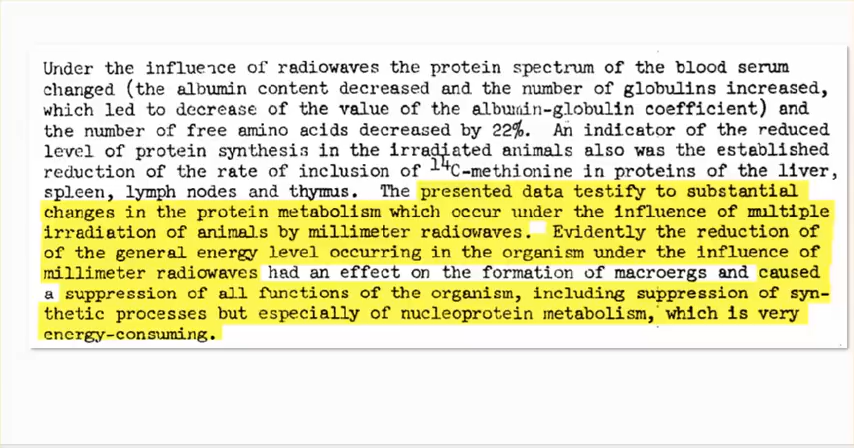 Under the influence of radiowaves the protein spectrum of the blood serum
changed (the albumin content decreased and the number of globulins increased,
which led to decrease of the value of the albumin-globulin coefficient) and
the number of free amino acids decreased by 22%. An indicator of the reduced
level of protein synthesis in the irradiated animals also was the established
reduction of the rate of inclusion of ¹⁴C-methionine in proteins of the liver,
spleen, lymph nodes and thymus. The presented data testify to substantial
changes in the protein metabolism which occur under the influence of multiple
irradiation of animals by millimeter radiowaves. Evidently the reduction of
of the general energy level occurring in the organism under the influence of
millimeter radiowaves had an effect on the formation of macroergs and caused
a suppression of all functions of the organism, including suppression of syn-
thetic processes but especially of nucleoprotein metabolism, which is very
energy-consuming.